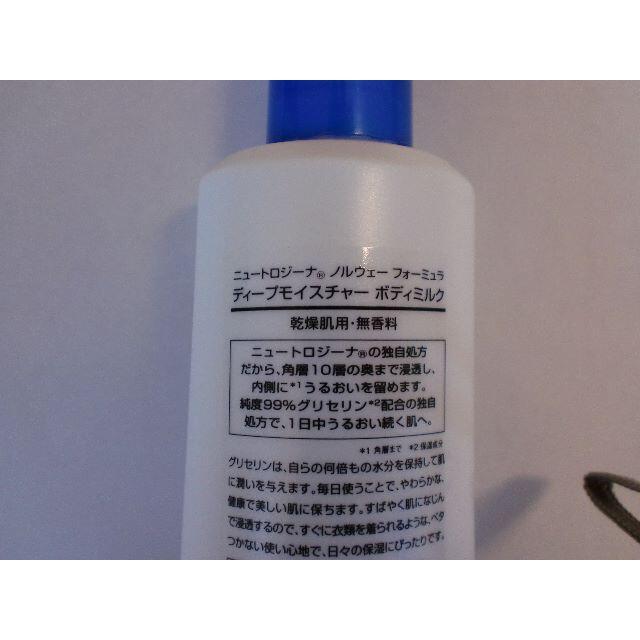 ニュートロジーナ® ノルウェー フォーミュラ
ディープモイスチャー ボディミルク
乾燥肌用・無香料
ニュートロジーナ®の独自処方
だから、角層10層の奥まで浸透し、
内側に*1うるおいを留めます。
純度99%グリセリン*2配合の独自
処方で、1日中うるおい続く肌へ。
*1 角層まで *2 保湿成分
グリセリンは、自らの何倍もの水分を保持して肌
に潤いを与えます。毎日使うことで、やわらかな、
健康で美しい肌に保ちます。すばやく肌になじん
で浸透するので、すぐに衣類を着られるような、ベタ
つかない使い心地で、日々の保湿にぴったりです。